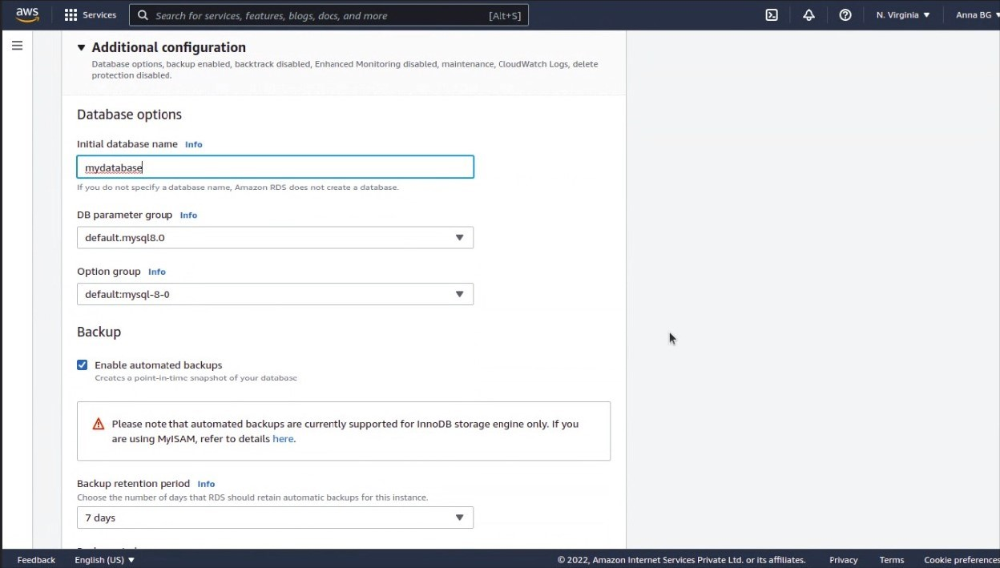 aws
Services
Search for services, features, blogs, docs, and more
[Alt+S]
N. Virginia
Anna BG
Additional configuration
Database options, backup enabled, backtrack disabled, Enhanced Monitoring disabled, maintenance, CloudWatch Logs, delete
protection disabled.
Database options
Initial database name Info
mydatabase
If you do not specify a database name, Amazon RDS does not create a database.
DB parameter group Info
default.mysql8.0
Option group Info
default:mysql-8-0
Backup
Enable automated backups
Creates a point-in-time snapshot of your database
Please note that automated backups are currently supported for InnoDB storage engine only. If you
are using MyISAM, refer to details here.
Backup retention period Info
Choose the number of days that RDS should retain automatic backups for this instance.
7 days
Feedback
English (US)
© 2022, Amazon Internet Services Private Ltd. or its affiliates.
Privacy
Terms
Cookie preferences